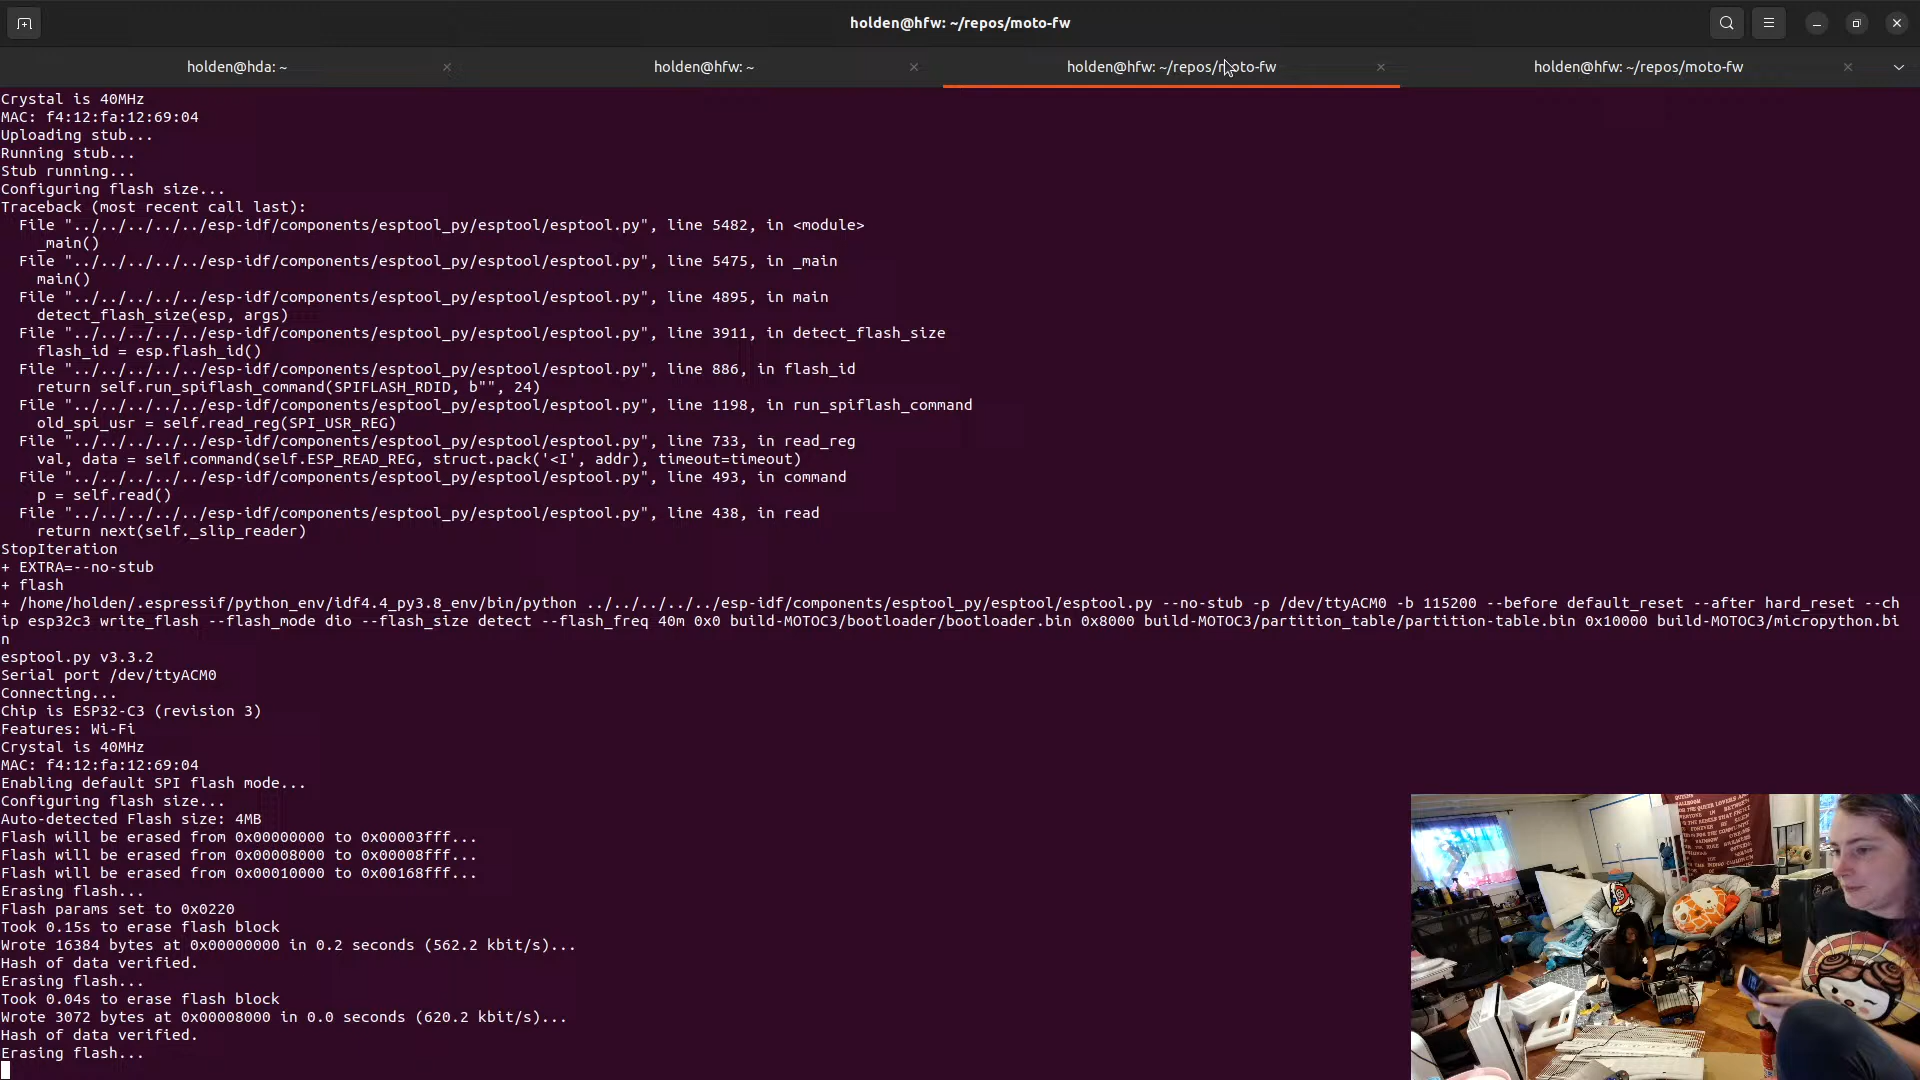 holden@hfw: ~/repos/moto-fw
holden@hda: ~
holden@hfw: ~
holden@hfw: ~/repos/moto-fw
holden@hfw: ~/repos/moto-fw
Crystal is 40MHz
MAC: f4:12:fa:12:69:04
Uploading stub...
Running stub...
Stub running...
Configuring flash size...
Traceback (most recent call last):
  File "../../../../../esp-idf/components/esptool_py/esptool/esptool.py", line 5482, in <module>
    _main()
  File "../../../../../esp-idf/components/esptool_py/esptool/esptool.py", line 5475, in _main
    main()
  File "../../../../../esp-idf/components/esptool_py/esptool/esptool.py", line 4895, in main
    detect_flash_size(esp, args)
  File "../../../../../esp-idf/components/esptool_py/esptool/esptool.py", line 3911, in detect_flash_size
    flash_id = esp.flash_id()
  File "../../../../../esp-idf/components/esptool_py/esptool/esptool.py", line 886, in flash_id
    return self.run_spiflash_command(SPIFLASH_RDID, b"", 24)
  File "../../../../../esp-idf/components/esptool_py/esptool/esptool.py", line 1198, in run_spiflash_command
    old_spi_usr = self.read_reg(SPI_USR_REG)
  File "../../../../../esp-idf/components/esptool_py/esptool/esptool.py", line 733, in read_reg
    val, data = self.command(self.ESP_READ_REG, struct.pack('<I', addr), timeout=timeout)
  File "../../../../../esp-idf/components/esptool_py/esptool/esptool.py", line 493, in command
    p = self.read()
  File "../../../../../esp-idf/components/esptool_py/esptool/esptool.py", line 438, in read
    return next(self._slip_reader)
StopIteration
+ EXTRA=--no-stub
+ flash
+ /home/holden/.espressif/python_env/idf4.4_py3.8_env/bin/python ../../../../../esp-idf/components/esptool_py/esptool/esptool.py --no-stub -p /dev/ttyACM0 -b 115200 --before default_reset --after hard_reset --ch
ip esp32c3 write_flash --flash_mode dio --flash_size detect --flash_freq 40m 0x0 build-MOTOC3/bootloader/bootloader.bin 0x8000 build-MOTOC3/partition_table/partition-table.bin 0x10000 build-MOTOC3/micropython.bi
n
esptool.py v3.3.2
Serial port /dev/ttyACM0
Connecting...
Chip is ESP32-C3 (revision 3)
Features: Wi-Fi
Crystal is 40MHz
MAC: f4:12:fa:12:69:04
Enabling default SPI flash mode...
Configuring flash size...
Auto-detected Flash size: 4MB
Flash will be erased from 0x00000000 to 0x00003fff...
Flash will be erased from 0x00008000 to 0x00008fff...
Flash will be erased from 0x00010000 to 0x00168fff...
Erasing flash...
Flash params set to 0x0220
Took 0.15s to erase flash block
Wrote 16384 bytes at 0x00000000 in 0.2 seconds (562.2 kbit/s)...
Hash of data verified.
Erasing flash...
Took 0.04s to erase flash block
Wrote 3072 bytes at 0x00008000 in 0.0 seconds (620.2 kbit/s)...
Hash of data verified.
Erasing flash...